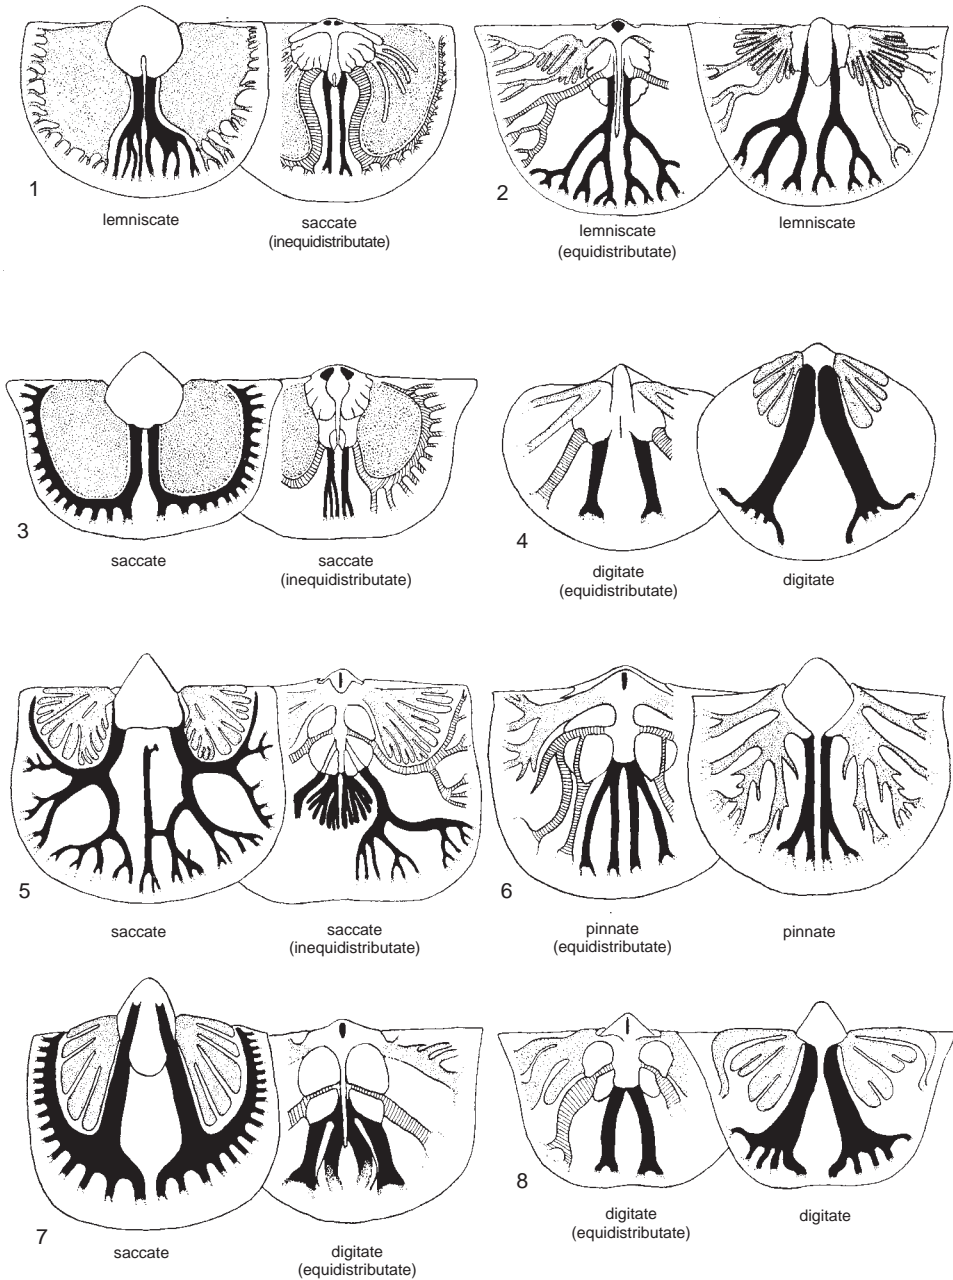 1
lemniscate
saccate
(inequidistributate)
2
lemniscate
(equidistributate)
lemniscate
3
saccate
saccate
(inequidistributate)
4
digitate
(equidistributate)
digitate
5
saccate
saccate
(inequidistributate)
6
pinnate
(equidistributate)
pinnate
7
saccate
digitate
(equidistributate)
8
digitate
(equidistributate)
digitate